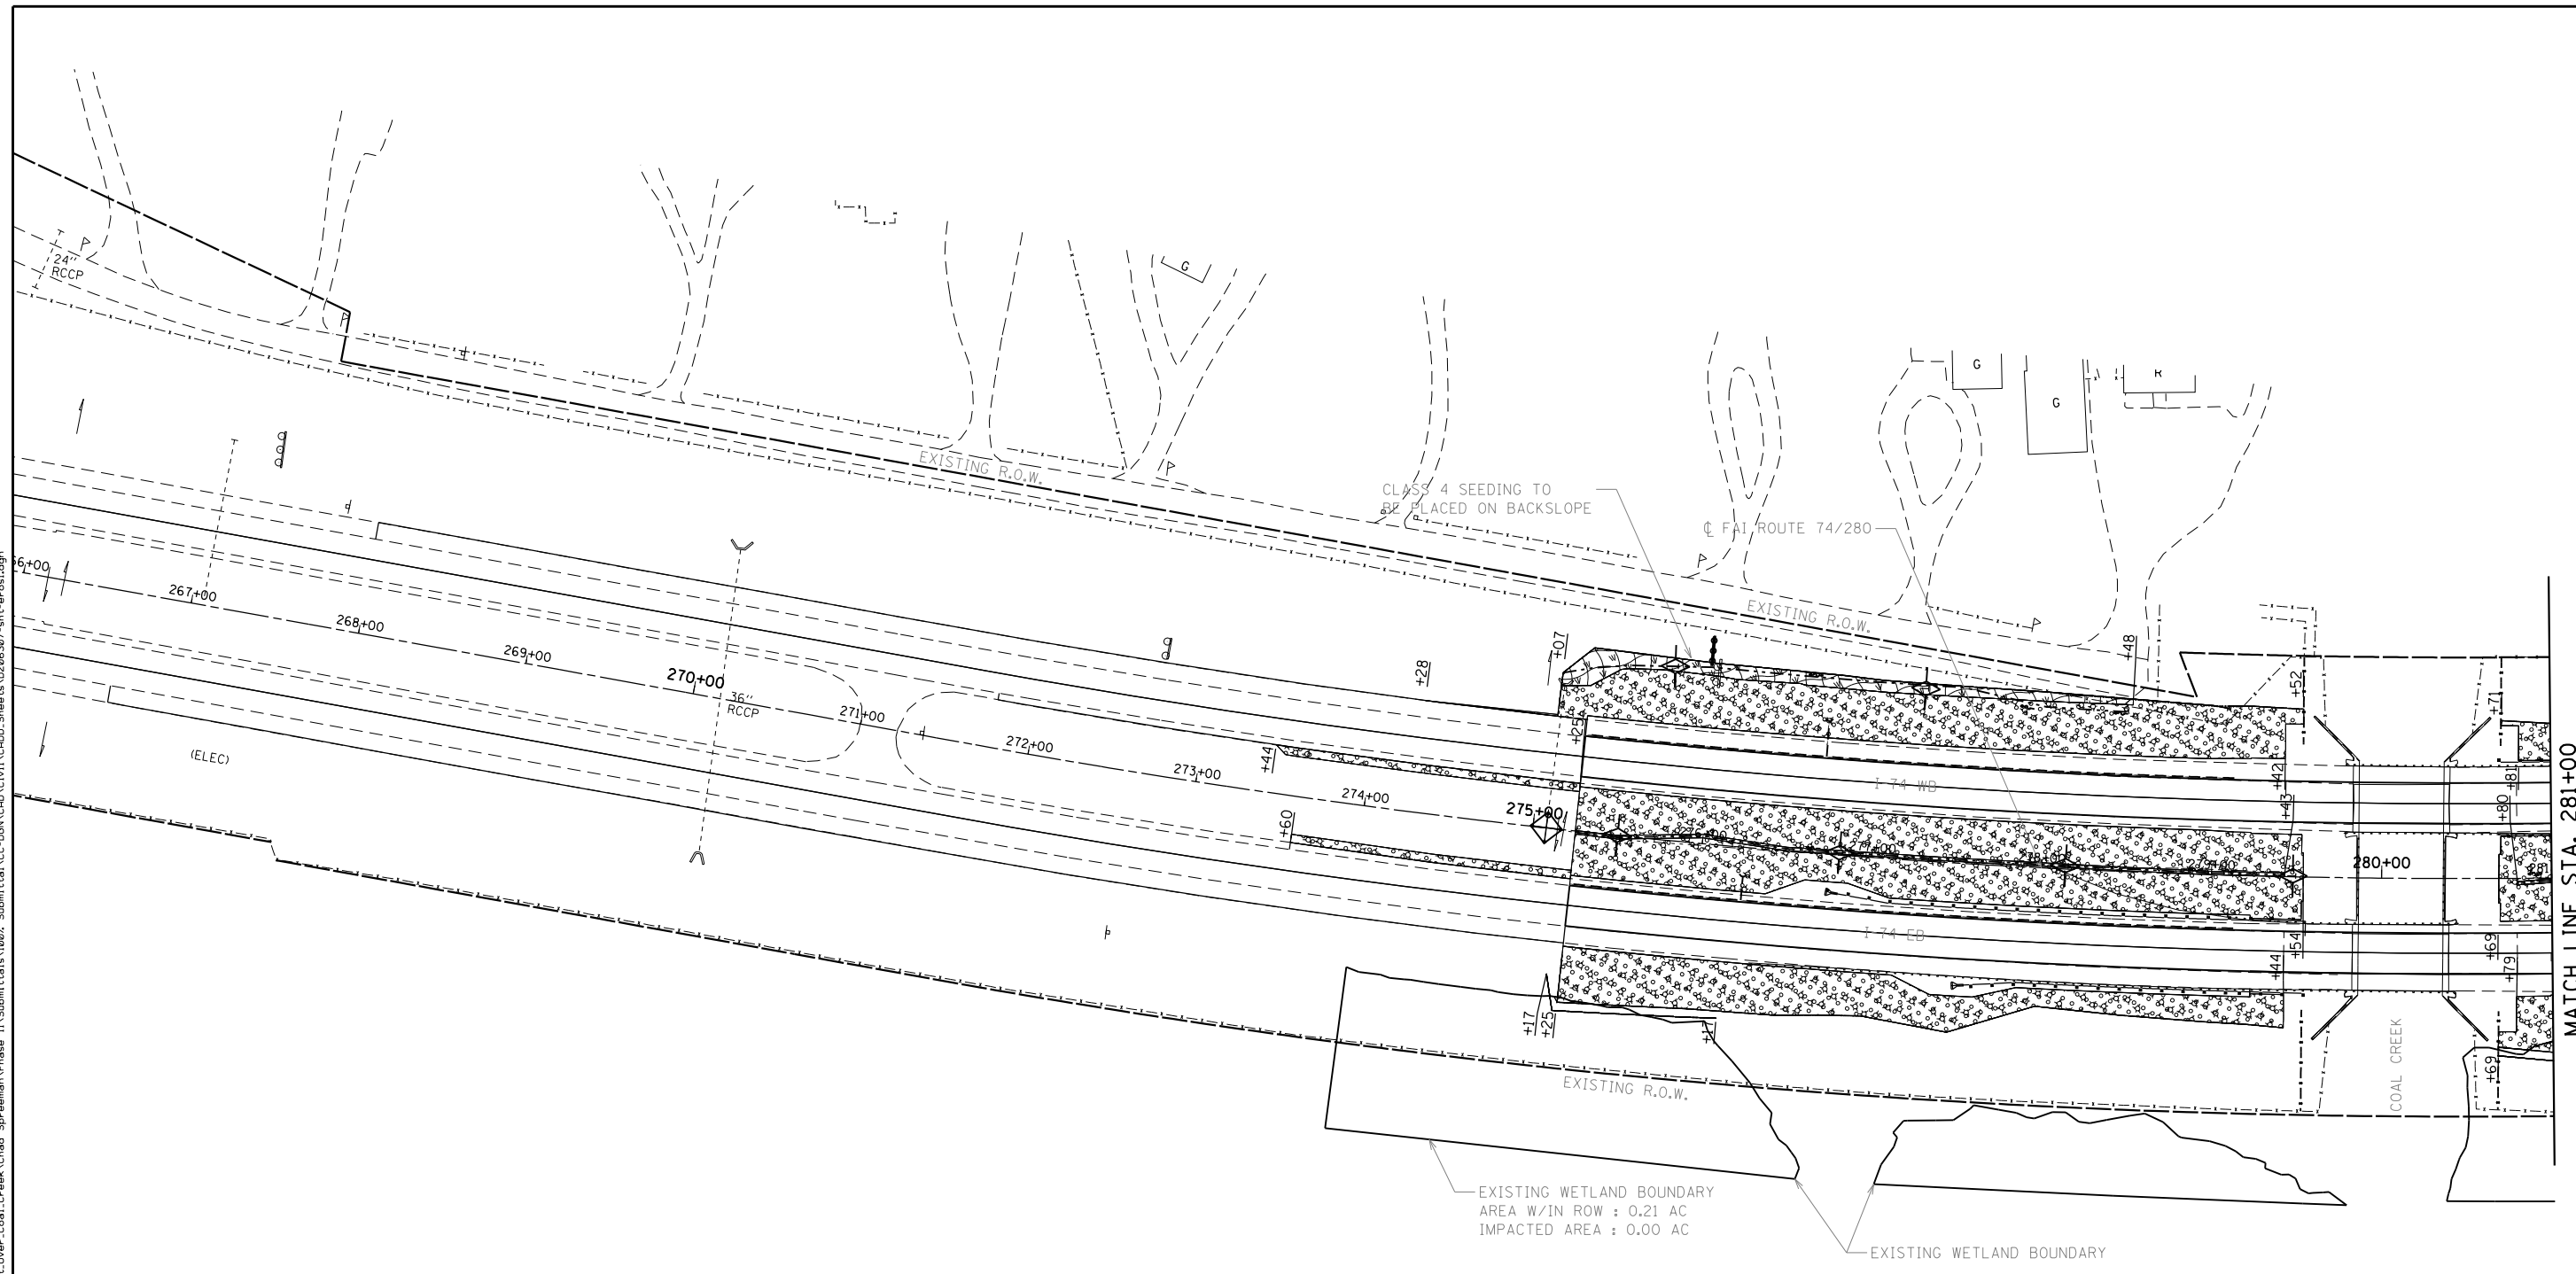 24" 
RCCP
G
G
G
EXISTING R.O.W.
CLASS 4 SEEDING TO
BE PLACED ON BACKSLOPE
℄ FAI ROUTE 74/280
EXISTING R.O.W.
267+00
268+00
269+00
270+00
36"
RCCP
271+00
272+00
273+00
274+00
275+00
280+00
(ELEC)
+28
+07
+25
+44
+60
+48
+52
+71
+42
+43
+81
+80
+54
+44
+69
+79
+69
+17
+25
+17
I-74 WB
I-74 EB
COAL CREEK
MATCH LINE STA. 281+00
EXISTING R.O.W.
EXISTING WETLAND BOUNDARY
AREA W/IN ROW : 0.21 AC
IMPACTED AREA : 0.00 AC
EXISTING WETLAND BOUNDARY